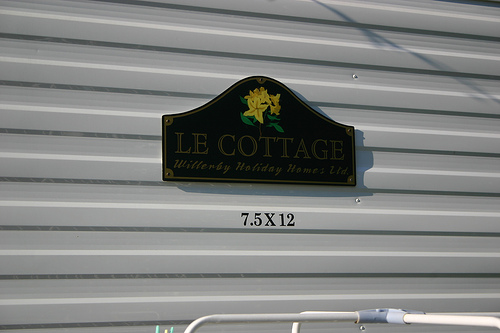 LE COTTAGE
Willerby Holiday Homes Ltd
7.5X12